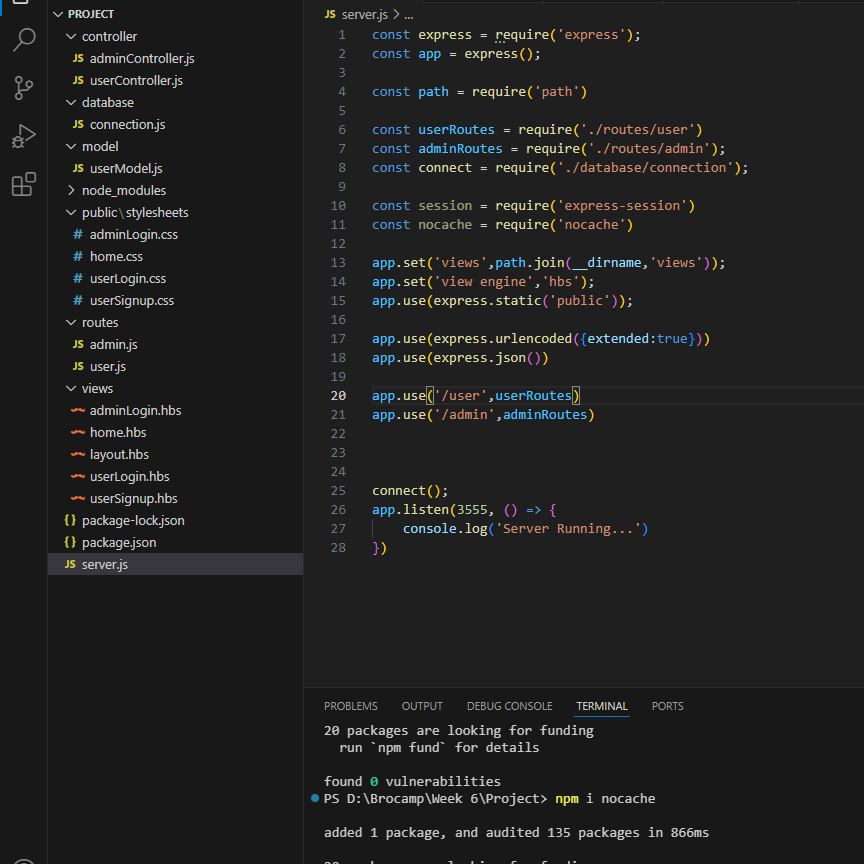 PROJECT
controller
JS adminController.js
JS userController.js
database
JS connection.js
model
JS userModel.js
node_modules
public\stylesheets
# adminLogin.css
# home.css
# userLogin.css
# userSignup.css
routes
JS admin.js
JS user.js
views
adminLogin.hbs
home.hbs
layout.hbs
userLogin.hbs
userSignup.hbs
{} package-lock.json
{} package.json
JS server.js
JS server.js > ...
1 const express = require('express');
2 const app = express();
3
4 const path = require('path')
5
6 const userRoutes = require('./routes/user')
7 const adminRoutes = require('./routes/admin');
8 const connect = require('./database/connection');
9
10 const session = require('express-session')
11 const nocache = require('nocache')
12
13 app.set('views',path.join(__dirname,'views'));
14 app.set('view engine','hbs');
15 app.use(express.static('public'));
16
17 app.use(express.urlencoded({extended:true}))
18 app.use(express.json())
19
20 app.use('/user',userRoutes)
21 app.use('/admin',adminRoutes)
22
23
24
25 connect();
26 app.listen(3555, () => {
27 console.log('Server Running...')
28 })
PROBLEMS OUTPUT DEBUG CONSOLE TERMINAL PORTS
20 packages are looking for funding
run `npm fund` for details
found 0 vulnerabilities
PS D:\Brocamp\Week 6\Project> npm i nocache
added 1 package, and audited 135 packages in 866ms